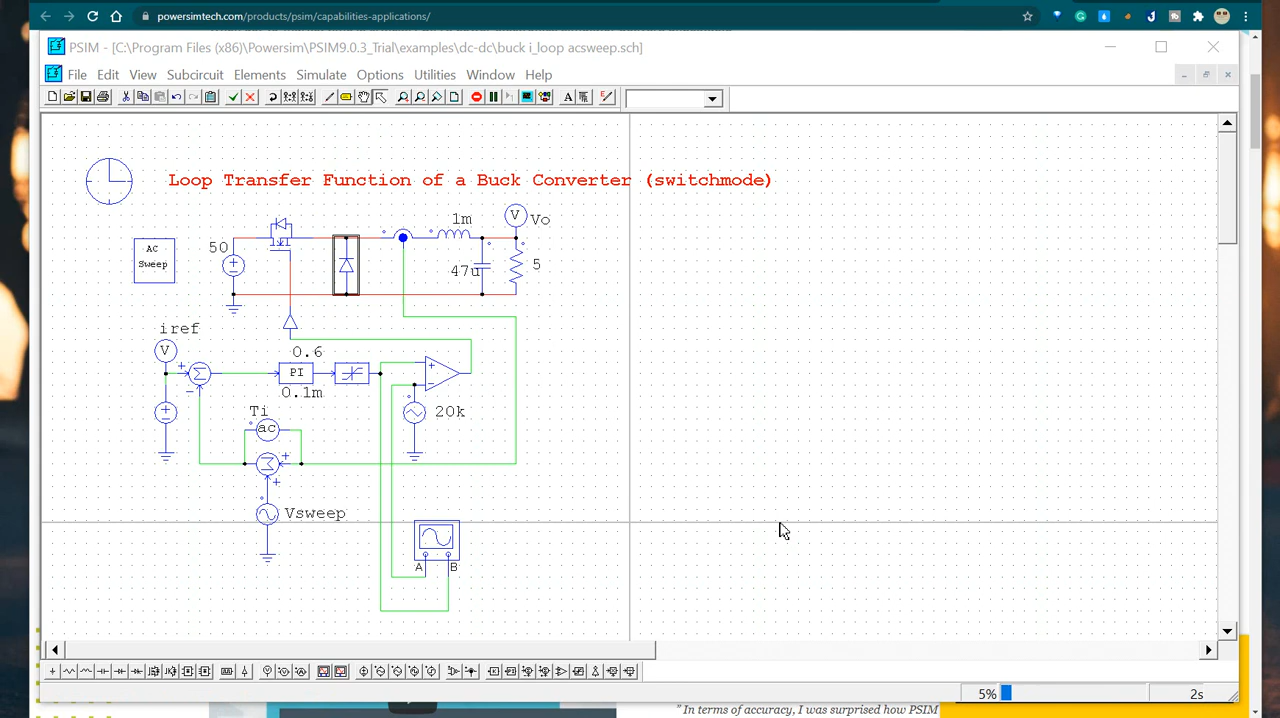 powersimtech.com/products/psim/capabilities-applications/
PSIM - [C:\Program Files (x86)\Powersim\PSIM9.0.3_Trial\examples\dc-dc\buck i_loop acsweep.sch]
File Edit View Subcircuit Elements Simulate Options Utilities Window Help
Loop Transfer Function of a Buck Converter (switchmode)
AC
Sweep
50
1m
V
Vo
47u
5
iref
V
0.6
PI
0.1m
20k
Ti
ac
Vsweep
A B
5% 2s
" In terms of accuracy, I was surprised how PSIM